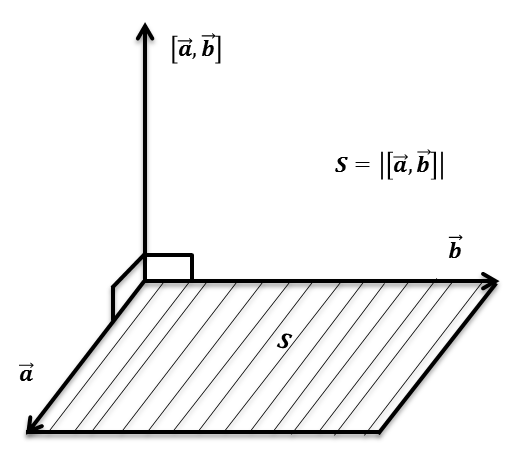 [a⃗, b⃗]
S = |[a⃗, b⃗]|
b⃗
S
a⃗